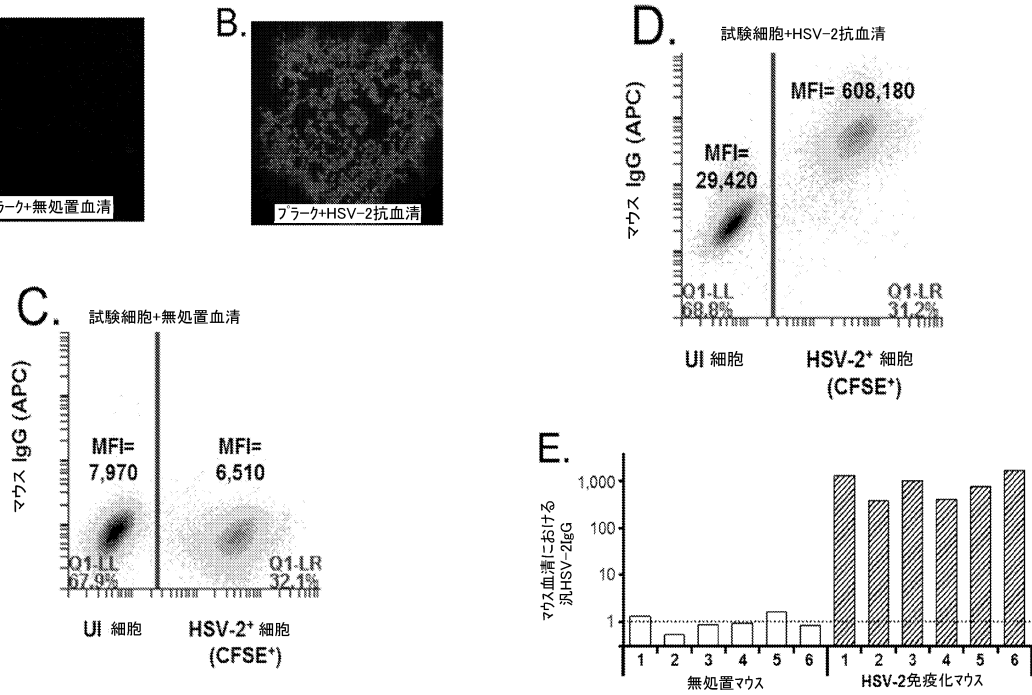 B.
ラーク+無処置血清
プラーク+HSV-2抗血清
C.
試験細胞+無処置血清
マウス IgG (APC)
MFI=
7,970
MFI=
6,510
Q1-LL
67.9%
Q1-LR
32.1%
UI 細胞
HSV-2⁺ 細胞
(CFSE⁺)
D.
試験細胞+HSV-2抗血清
マウス IgG (APC)
MFI=
29,420
MFI= 608,180
Q1-LL
68.8%
Q1-LR
31.2%
UI 細胞
HSV-2⁺ 細胞
(CFSE⁺)
E.
マウス血清における
汎HSV-2IgG
1,000
100
10
1
1 2 3 4 5 6 1 2 3 4 5 6
無処置マウス
HSV-2免疫化マウス